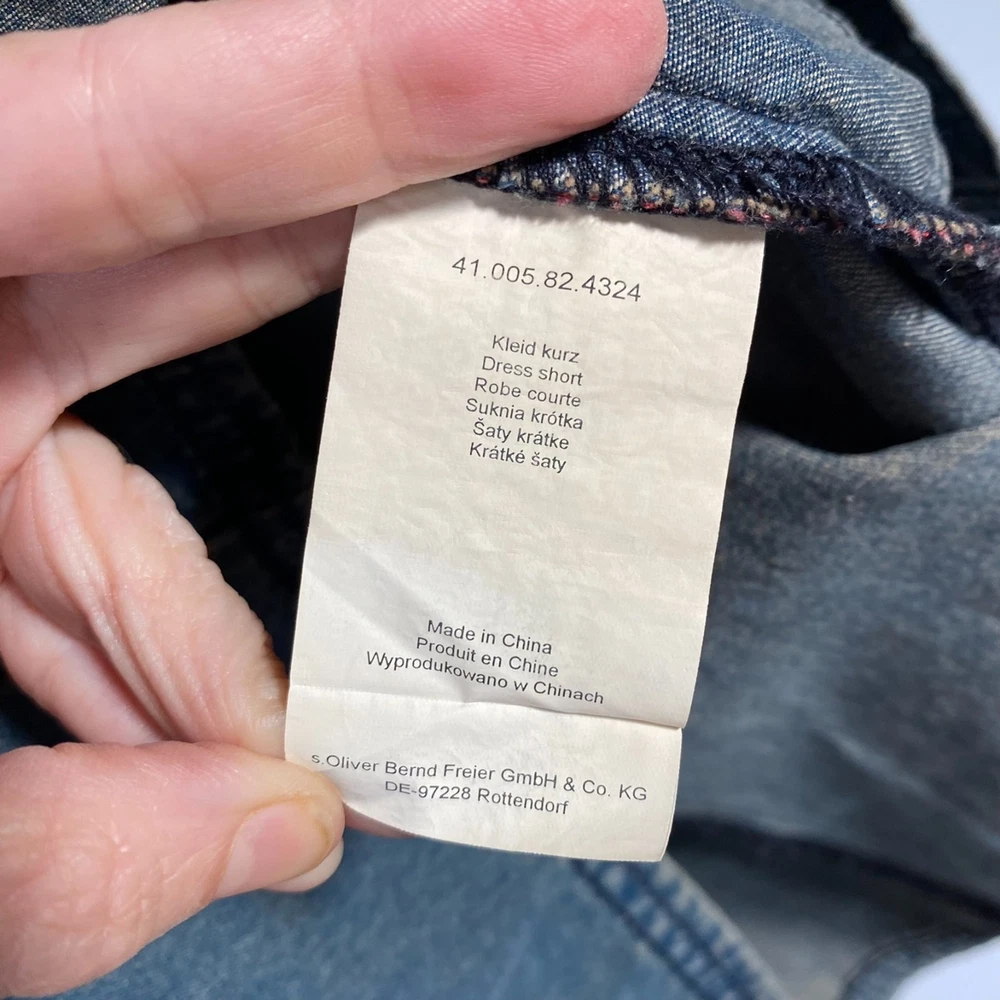 41.005.82.4324
Kleid kurz
Dress short
Robe courte
Suknia krótka
Šaty krátke
Krátké šaty
Made in China
Produit en Chine
Wyprodukowano w Chinach
s.Oliver Bernd Freier GmbH & Co. KG
DE-97228 Rottendorf